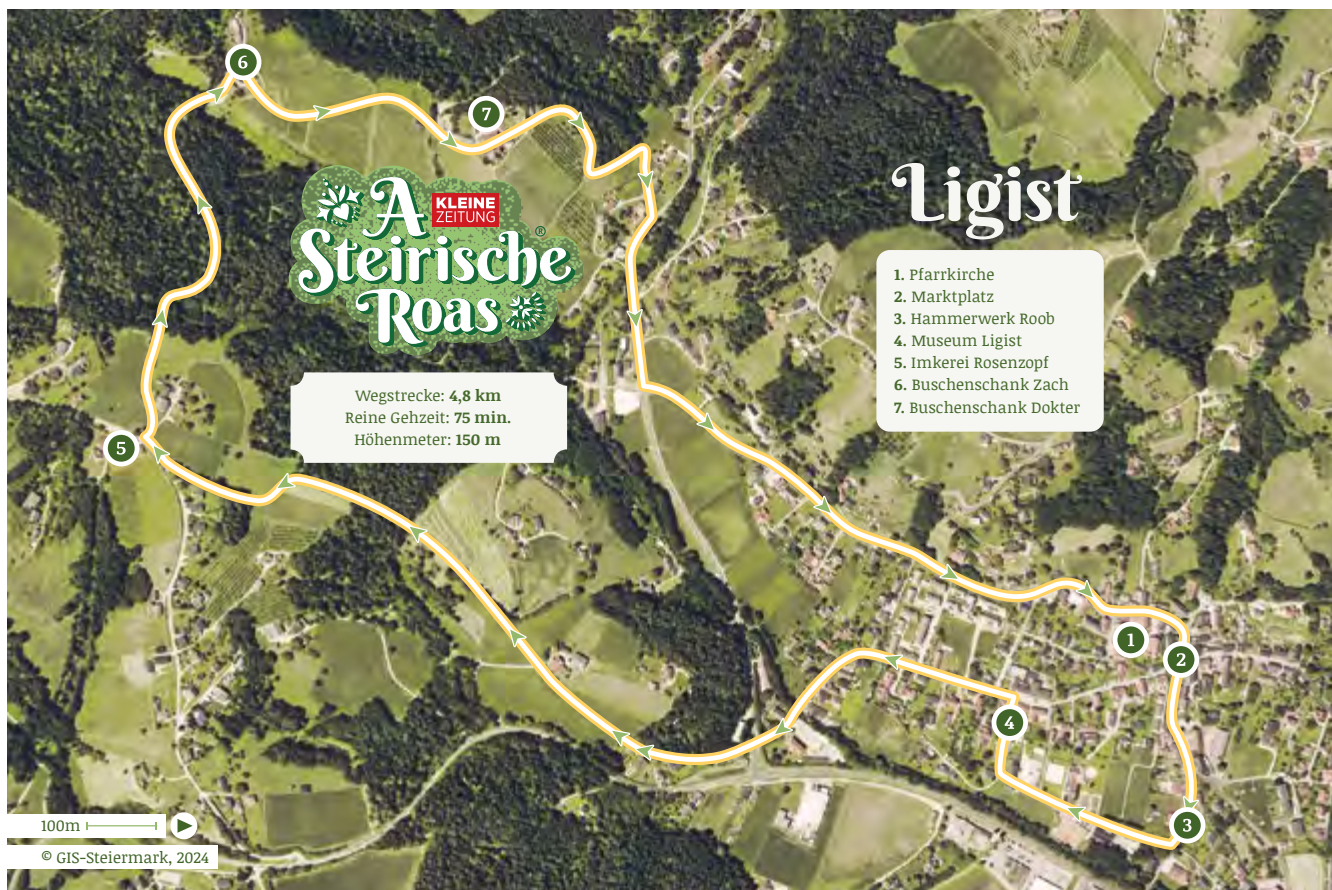 6
7
A
KLEINE
ZEITUNG
®
Steirische
Roas
Wegstrecke: 4,8 km
Reine Gehzeit: 75 min.
Höhenmeter: 150 m
Ligist
1. Pfarrkirche
2. Marktplatz
3. Hammerwerk Roob
4. Museum Ligist
5. Imkerei Rosenzopf
6. Buschenschank Zach
7. Buschenschank Dokter
5
1
2
4
3
100m
© GIS-Steiermark, 2024